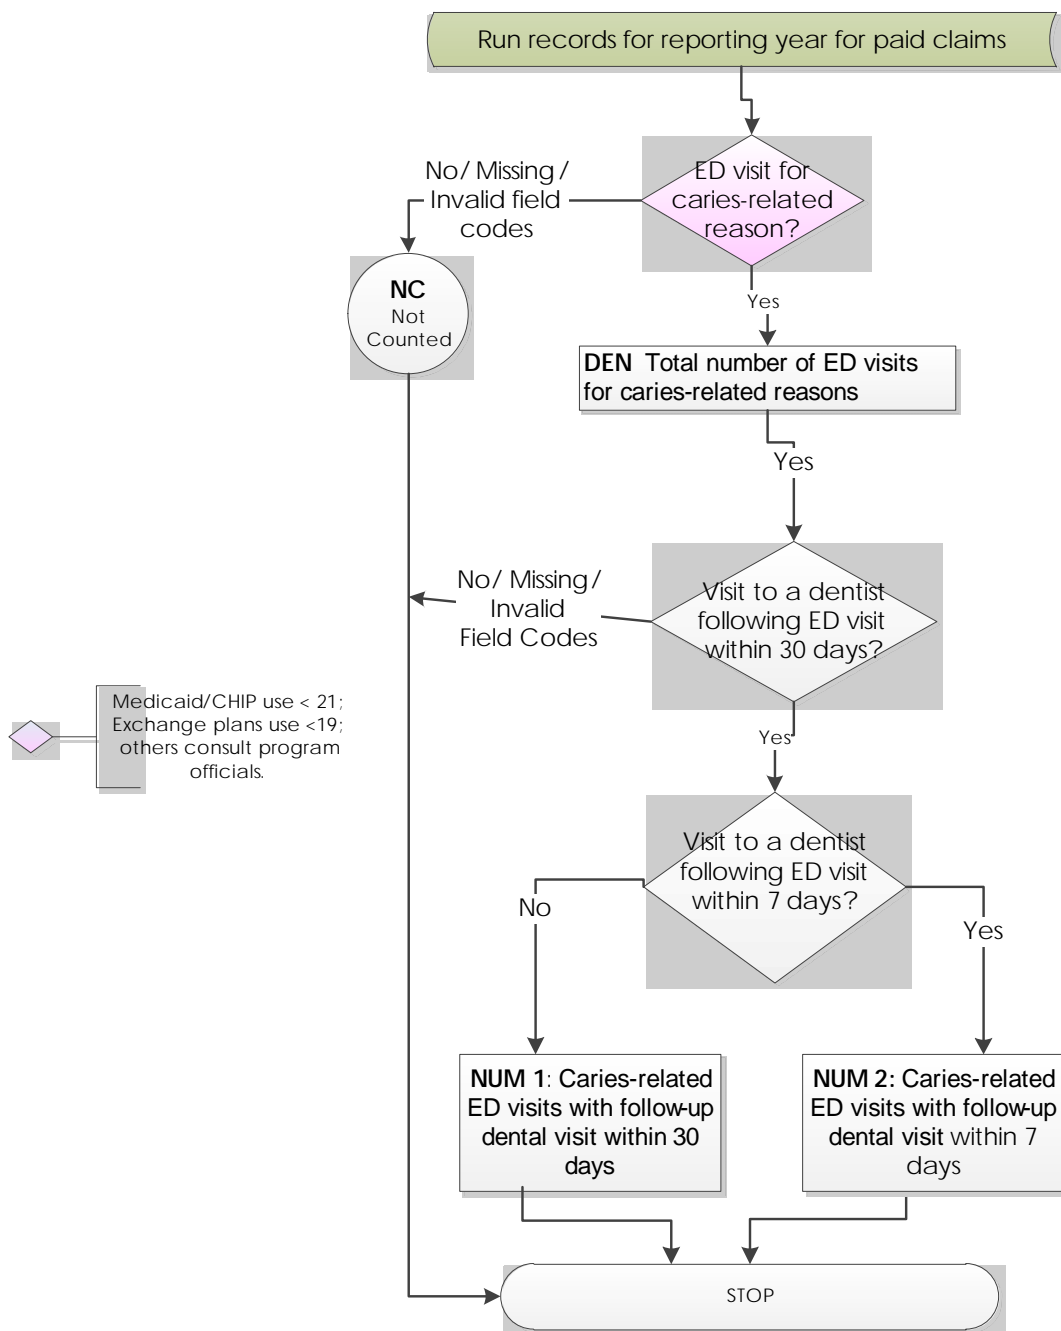 Run records for reporting year for paid claims
No/ Missing /
Invalid field
codes
ED visit for
caries-related
reason?
NC
Not
Counted
Yes
DEN Total number of ED visits
for caries-related reasons
Yes
No/ Missing /
Invalid
Field Codes
Visit to a dentist
following ED visit
within 30 days?
Medicaid/CHIP use < 21;
Exchange plans use <19;
others consult program
officials.
Yes
Visit to a dentist
following ED visit
within 7 days?
No
Yes
NUM 1: Caries-related
ED visits with follow-up
dental visit within 30
days
NUM 2: Caries-related
ED visits with follow-up
dental visit within 7
days
STOP